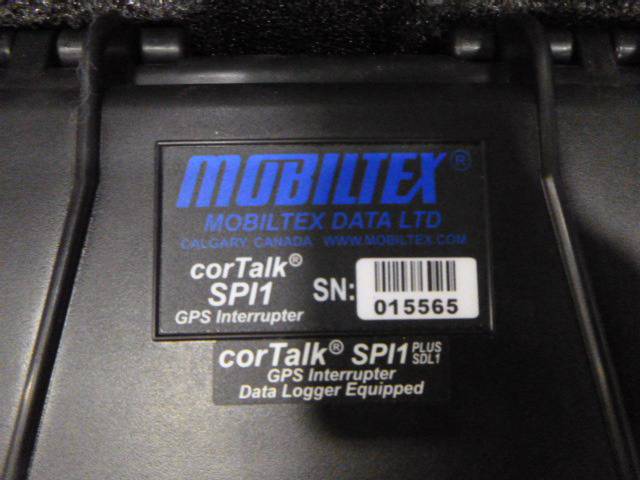 MOBILTEX®
MOBILTEX DATA LTD
CALGARY CANADA WWW.MOBILTEX.COM
corTalk®
SPI1
GPS Interrupter
SN:
015565
corTalk® SPI1 PLUS SDL1
GPS Interrupter
Data Logger Equipped